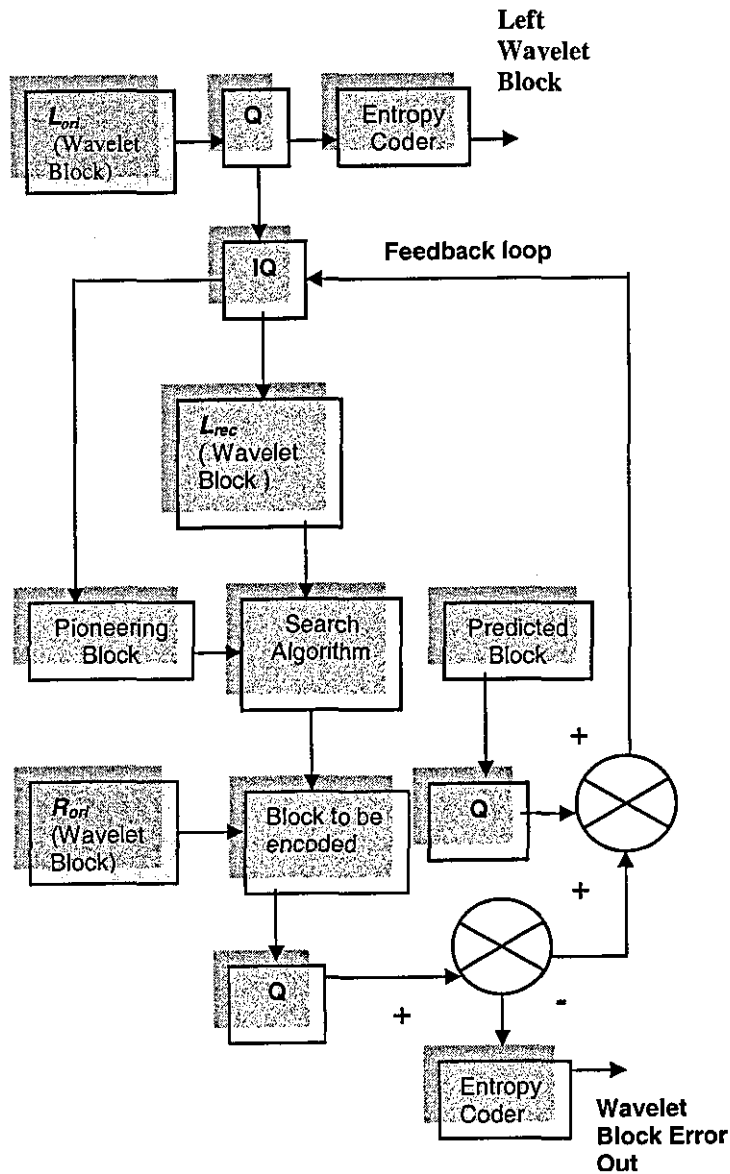 Left
Wavelet
Block
L_ori
(Wavelet
Block)
Q
Entropy
Coder
IQ
Feedback loop
L_rec
( Wavelet
Block )
Pioneering
Block
Search
Algorithm
Predicted
Block
+
R_ori
(Wavelet
Block)
Block to be
encoded
Q
+
Q
+
-
Entropy
Coder
Wavelet
Block Error
Out